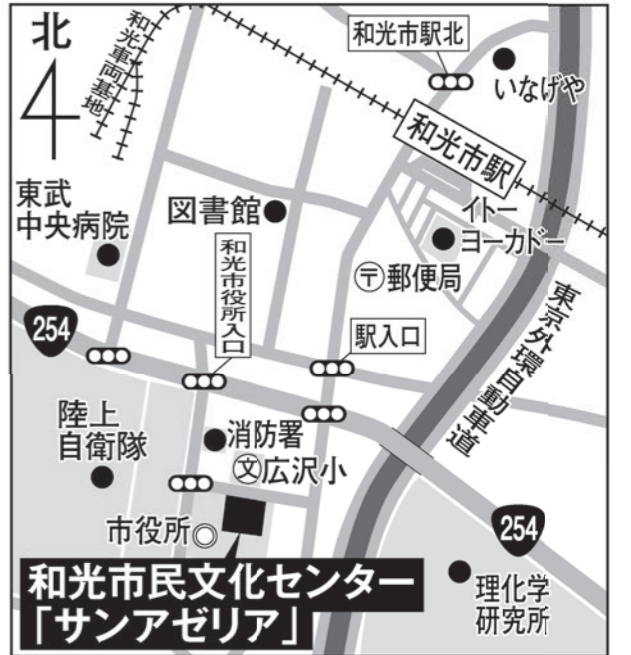 北
和光車両基地
和光市駅北
いなげや
和光市駅
東武
中央病院
図書館
イトー
ヨーカドー
和光市役所入口
〒郵便局
東京外環自動車道
254
駅入口
陸上
自衛隊
消防署
文広沢小
市役所
254
和光市民文化センター
「サンアゼリア」
理化学
研究所